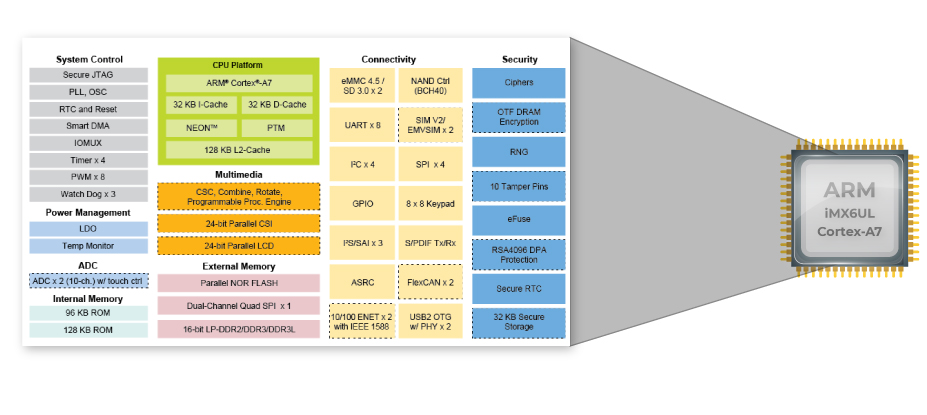 System Control
Secure JTAG
PLL, OSC
RTC and Reset
Smart DMA
IOMUX
Timer x 4
PWM x 8
Watch Dog x 3
Power Management
LDO
Temp Monitor
ADC
ADC x 2 (10-ch.) w/ touch ctrl
Internal Memory
96 KB ROM
128 KB ROM
CPU Platform
ARM® Cortex®-A7
32 KB I-Cache
32 KB D-Cache
NEON™
PTM
128 KB L2-Cache
Multimedia
CSC, Combine, Rotate,
Programmable Proc. Engine
24-bit Parallel CSI
24-bit Parallel LCD
External Memory
Parallel NOR FLASH
Dual-Channel Quad SPI x 1
16-bit LP-DDR2/DDR3/DDR3L
Connectivity
eMMC 4.5 /
SD 3.0 x 2
NAND Ctrl
(BCH40)
UART x 8
SIM V2/
EMVSIM x 2
I²C x 4
SPI x 4
GPIO
8 x 8 Keypad
I²S/SAI x 3
S/PDIF Tx/Rx
ASRC
FlexCAN x 2
10/100 ENET x 2
with IEEE 1588
USB2 OTG
w/ PHY x 2
Security
Ciphers
OTF DRAM
Encryption
RNG
10 Tamper Pins
eFuse
RSA4096 DPA
Protection
Secure RTC
32 KB Secure
Storage
ARM
iMX6UL
Cortex-A7